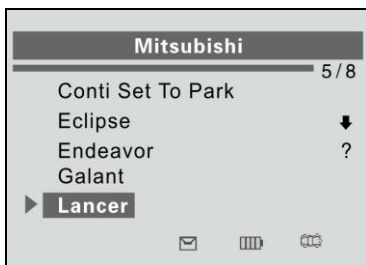 Mitsubishi
5/8
Conti Set To Park
Eclipse
Endeavor ?
Galant
Lancer